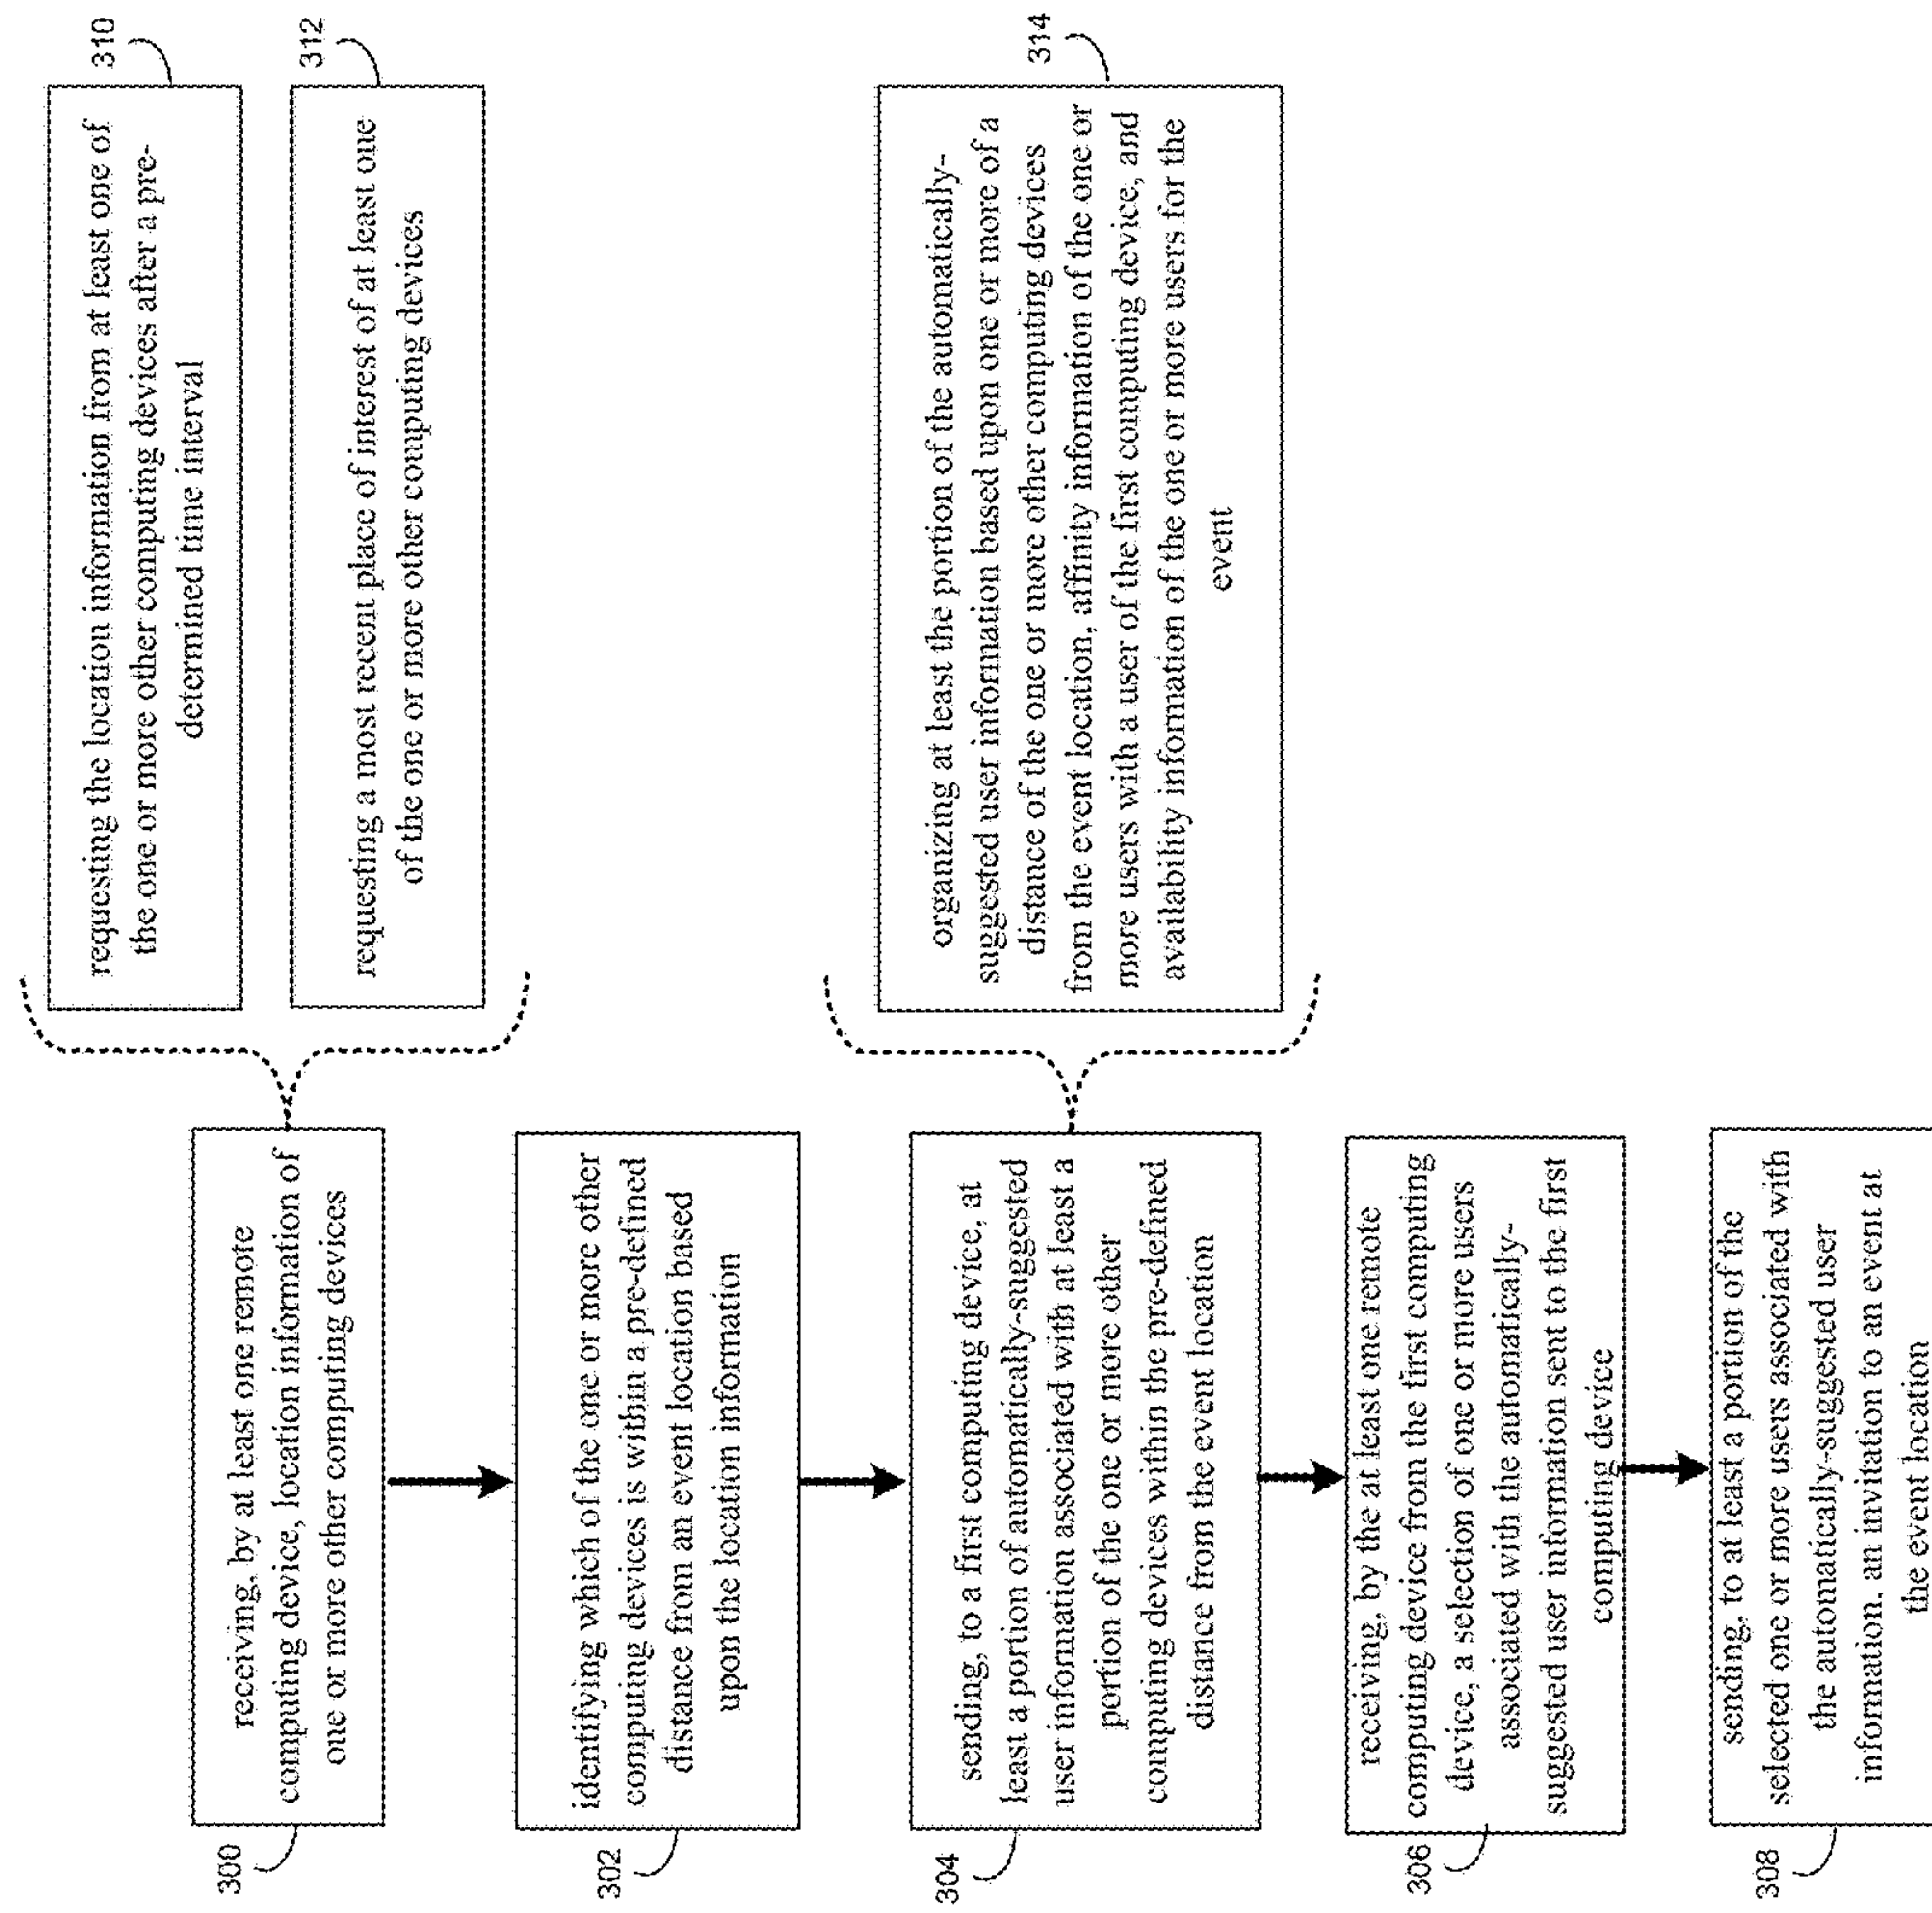 300
receiving, by at least one remote
computing device, location information of
one or more other computing devices
310
requesting the location information from at least one of
the one or more other computing devices after a pre-
determined time interval
312
requesting a most recent place of interest of at least one
of the one or more other computing devices
302
identifying which of the one or more other
computing devices is within a pre-defined
distance from an event location based
upon the location information
304
sending, to a first computing device, at
least a portion of automatically-suggested
user information associated with at least a
portion of the one or more other
computing devices within the pre-defined
distance from the event location
314
organizing at least the portion of the automatically-
suggested user information based upon one or more of a
distance of the one or more other computing devices
from the event location, affinity information of the one or
more users with a user of the first computing device, and
availability information of the one or more users for the
event
306
receiving, by the at least one remote
computing device from the first computing
device, a selection of one or more users
associated with the automatically-
suggested user information sent to the first
computing device
308
sending, to at least a portion of the
selected one or more users associated with
the automatically-suggested user
information, an invitation to an event at
the event location